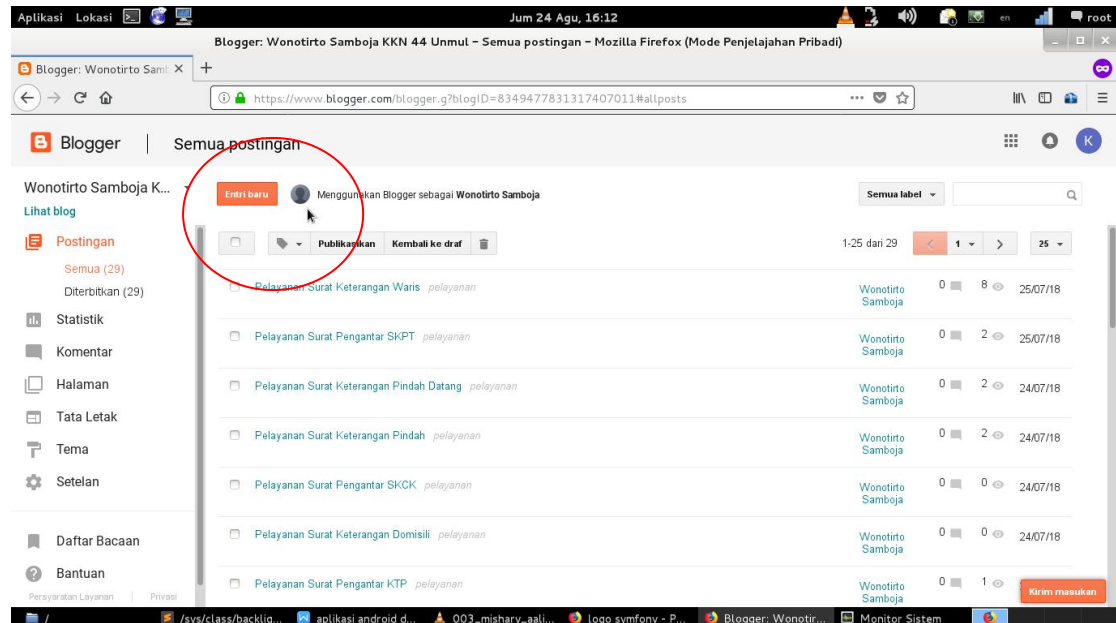 Aplikasi Lokasi Jum 24 Agu, 16:12 en root
Blogger: Wonotirto Samboja KKN 44 Unmul – Semua postingan – Mozilla Firefox (Mode Penjelajahan Pribadi)
Blogger: Wonotirto Samb
https://www.blogger.com/blogger.g?blogID=8349477831317407011#allposts
Blogger Semua postingan K
Wonotirto Samboja K...
Lihat blog
Entri baru Menggunakan Blogger sebagai Wonotirto Samboja Semua label
Postingan
Semua (29)
Diterbitkan (29)
Statistik
Komentar
Halaman
Tata Letak
Tema
Setelan
Daftar Bacaan
Bantuan
Persyaratan Layanan Privasi
Publikasikan Kembali ke draf 1-25 dari 29 1 25
Pelayanan Surat Keterangan Waris pelayanan Wonotirto 0 8 25/07/18
Samboja
Pelayanan Surat Pengantar SKPT pelayanan Wonotirto 0 2 25/07/18
Samboja
Pelayanan Surat Keterangan Pindah Datang pelayanan Wonotirto 0 2 24/07/18
Samboja
Pelayanan Surat Keterangan Pindah pelayanan Wonotirto 0 2 24/07/18
Samboja
Pelayanan Surat Pengantar SKCK pelayanan Wonotirto 0 0 24/07/18
Samboja
Pelayanan Surat Keterangan Domisili pelayanan Wonotirto 0 0 24/07/18
Samboja
Pelayanan Surat Pengantar KTP pelayanan Wonotirto 0 1
Samboja
Kirim masukan
/ /sys/class/backlig... aplikasi android d... 003_mishary_aali... logo symfony - P... Blogger: Wonotir... Monitor Sistem